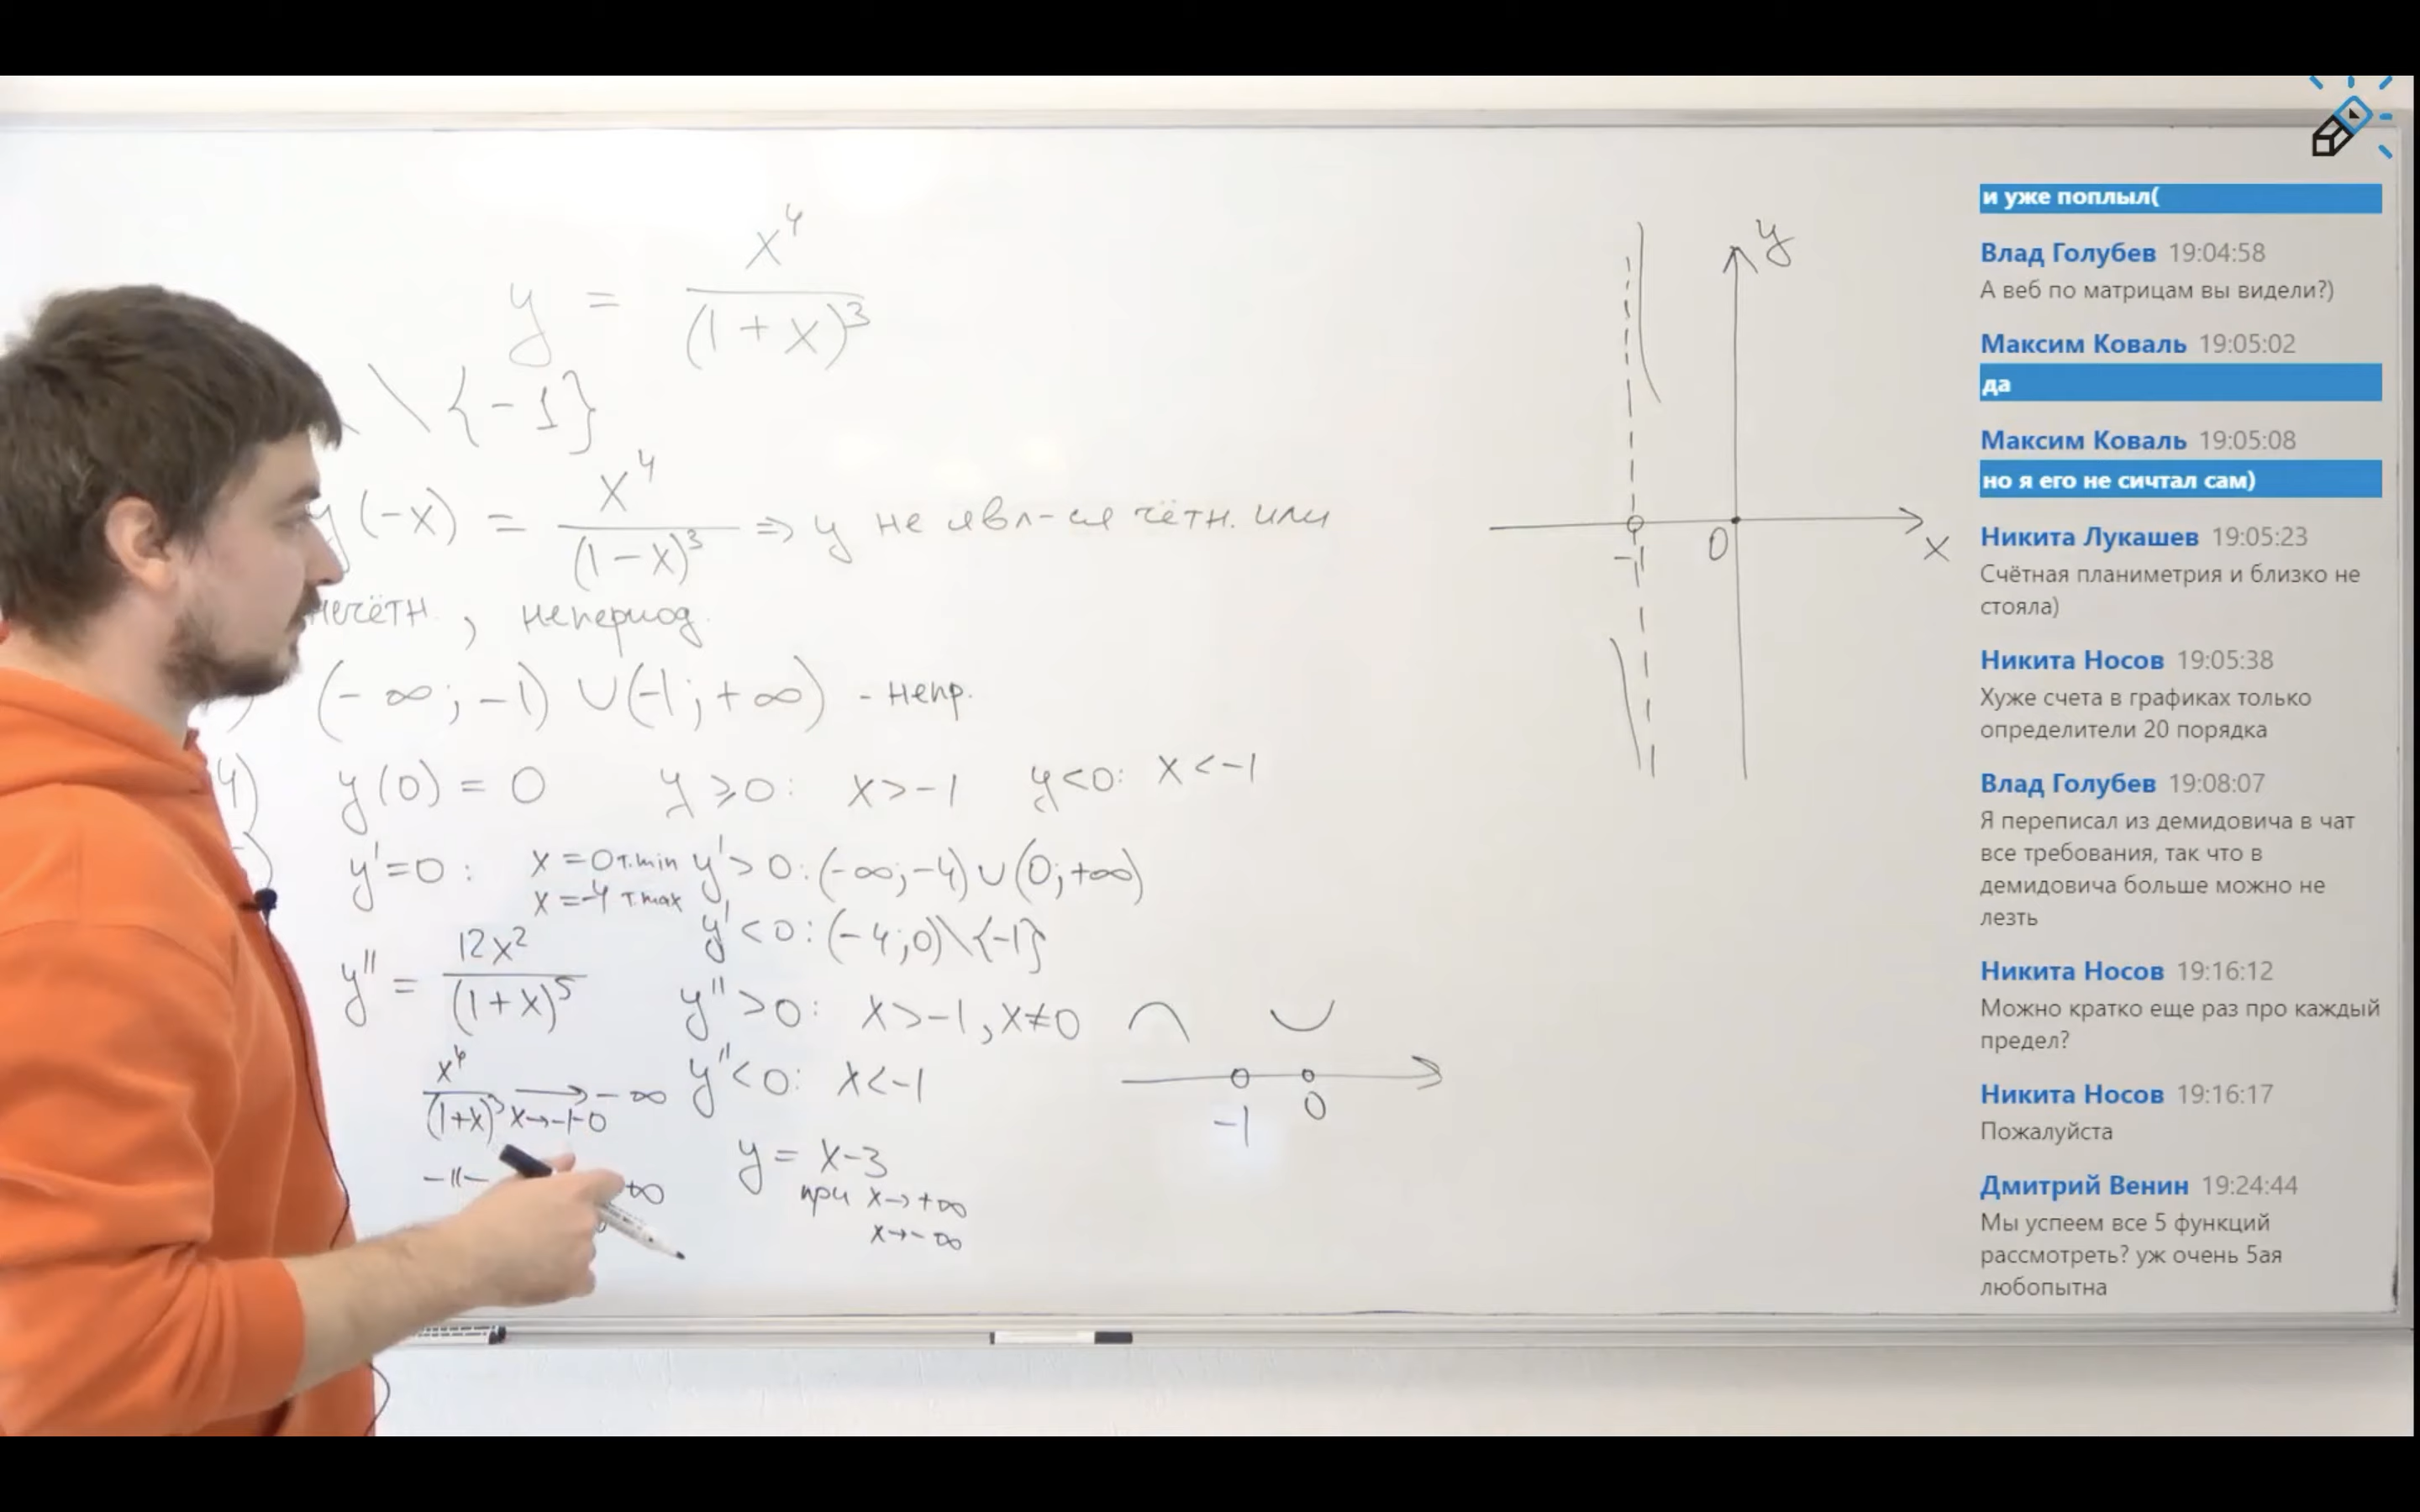 y = x⁴/(1+x)³
\{-1}
y(-x) = x⁴/(1-x)³ ⇒ y не явл-ся чётн. или
нечётн., непериод.
(-∞;-1) ∪ (-1;+∞) - непр.
4) y(0) = 0 y ⩾ 0: x > -1 y < 0: x < -1
y' = 0: x = 0 т.min y' > 0: (-∞;-4) ∪ (0;+∞)
x = -4 т.max y' < 0: (-4;0)\{-1}
y'' = 12x²/(1+x)⁵ y'' > 0: x > -1, x ≠ 0
y'' < 0: x < -1
x⁴/(1+x)³ → -∞
x→-1-0
-1 0
-||- +∞
y = x-3
при x→+∞
x→-∞
y
-1 0 x
и уже поплыл(
Влад Голубев 19:04:58
А веб по матрицам вы видели?)
Максим Коваль 19:05:02
да
Максим Коваль 19:05:08
но я его не сичтал сам)
Никита Лукашев 19:05:23
Счётная планиметрия и близко не
стояла)
Никита Носов 19:05:38
Хуже счета в графиках только
определители 20 порядка
Влад Голубев 19:08:07
Я переписал из демидовича в чат
все требования, так что в
демидовича больше можно не
лезть
Никита Носов 19:16:12
Можно кратко еще раз про каждый
предел?
Никита Носов 19:16:17
Пожалуйста
Дмитрий Венин 19:24:44
Мы успеем все 5 функций
рассмотреть? уж очень 5ая
любопытна